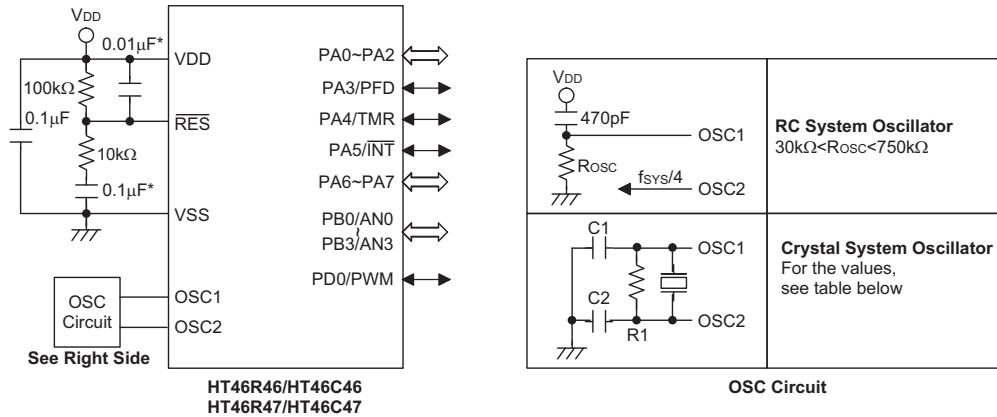 VDD
0.01μF*
100kΩ
0.1μF
10kΩ
0.1μF*
VDD
RES
VSS
OSC1
OSC2
OSC
Circuit
See Right Side
PA0~PA2
PA3/PFD
PA4/TMR
PA5/INT
PA6~PA7
PB0/AN0
~
PB3/AN3
PD0/PWM
HT46R46/HT46C46
HT46R47/HT46C47
VDD
470pF
OSC1
ROSC
fSYS/4
OSC2
RC System Oscillator
30kΩ<ROSC<750kΩ
C1
OSC1
C2
R1
OSC2
Crystal System Oscillator
For the values,
see table below
OSC Circuit